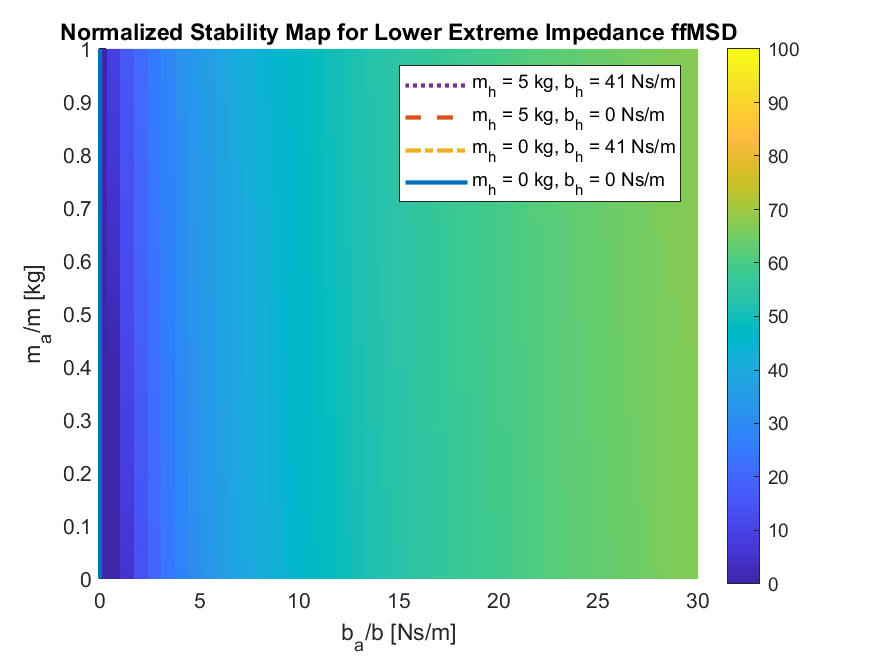 Normalized Stability Map for Lower Extreme Impedance ffMSD
m_h = 5 kg, b_h = 41 Ns/m
m_h = 5 kg, b_h = 0 Ns/m
m_h = 0 kg, b_h = 41 Ns/m
m_h = 0 kg, b_h = 0 Ns/m
m_a/m [kg]
1
0.9
0.8
0.7
0.6
0.5
0.4
0.3
0.2
0.1
0
0 5 10 15 20 25 30
b_a/b [Ns/m]
100
90
80
70
60
50
40
30
20
10
0